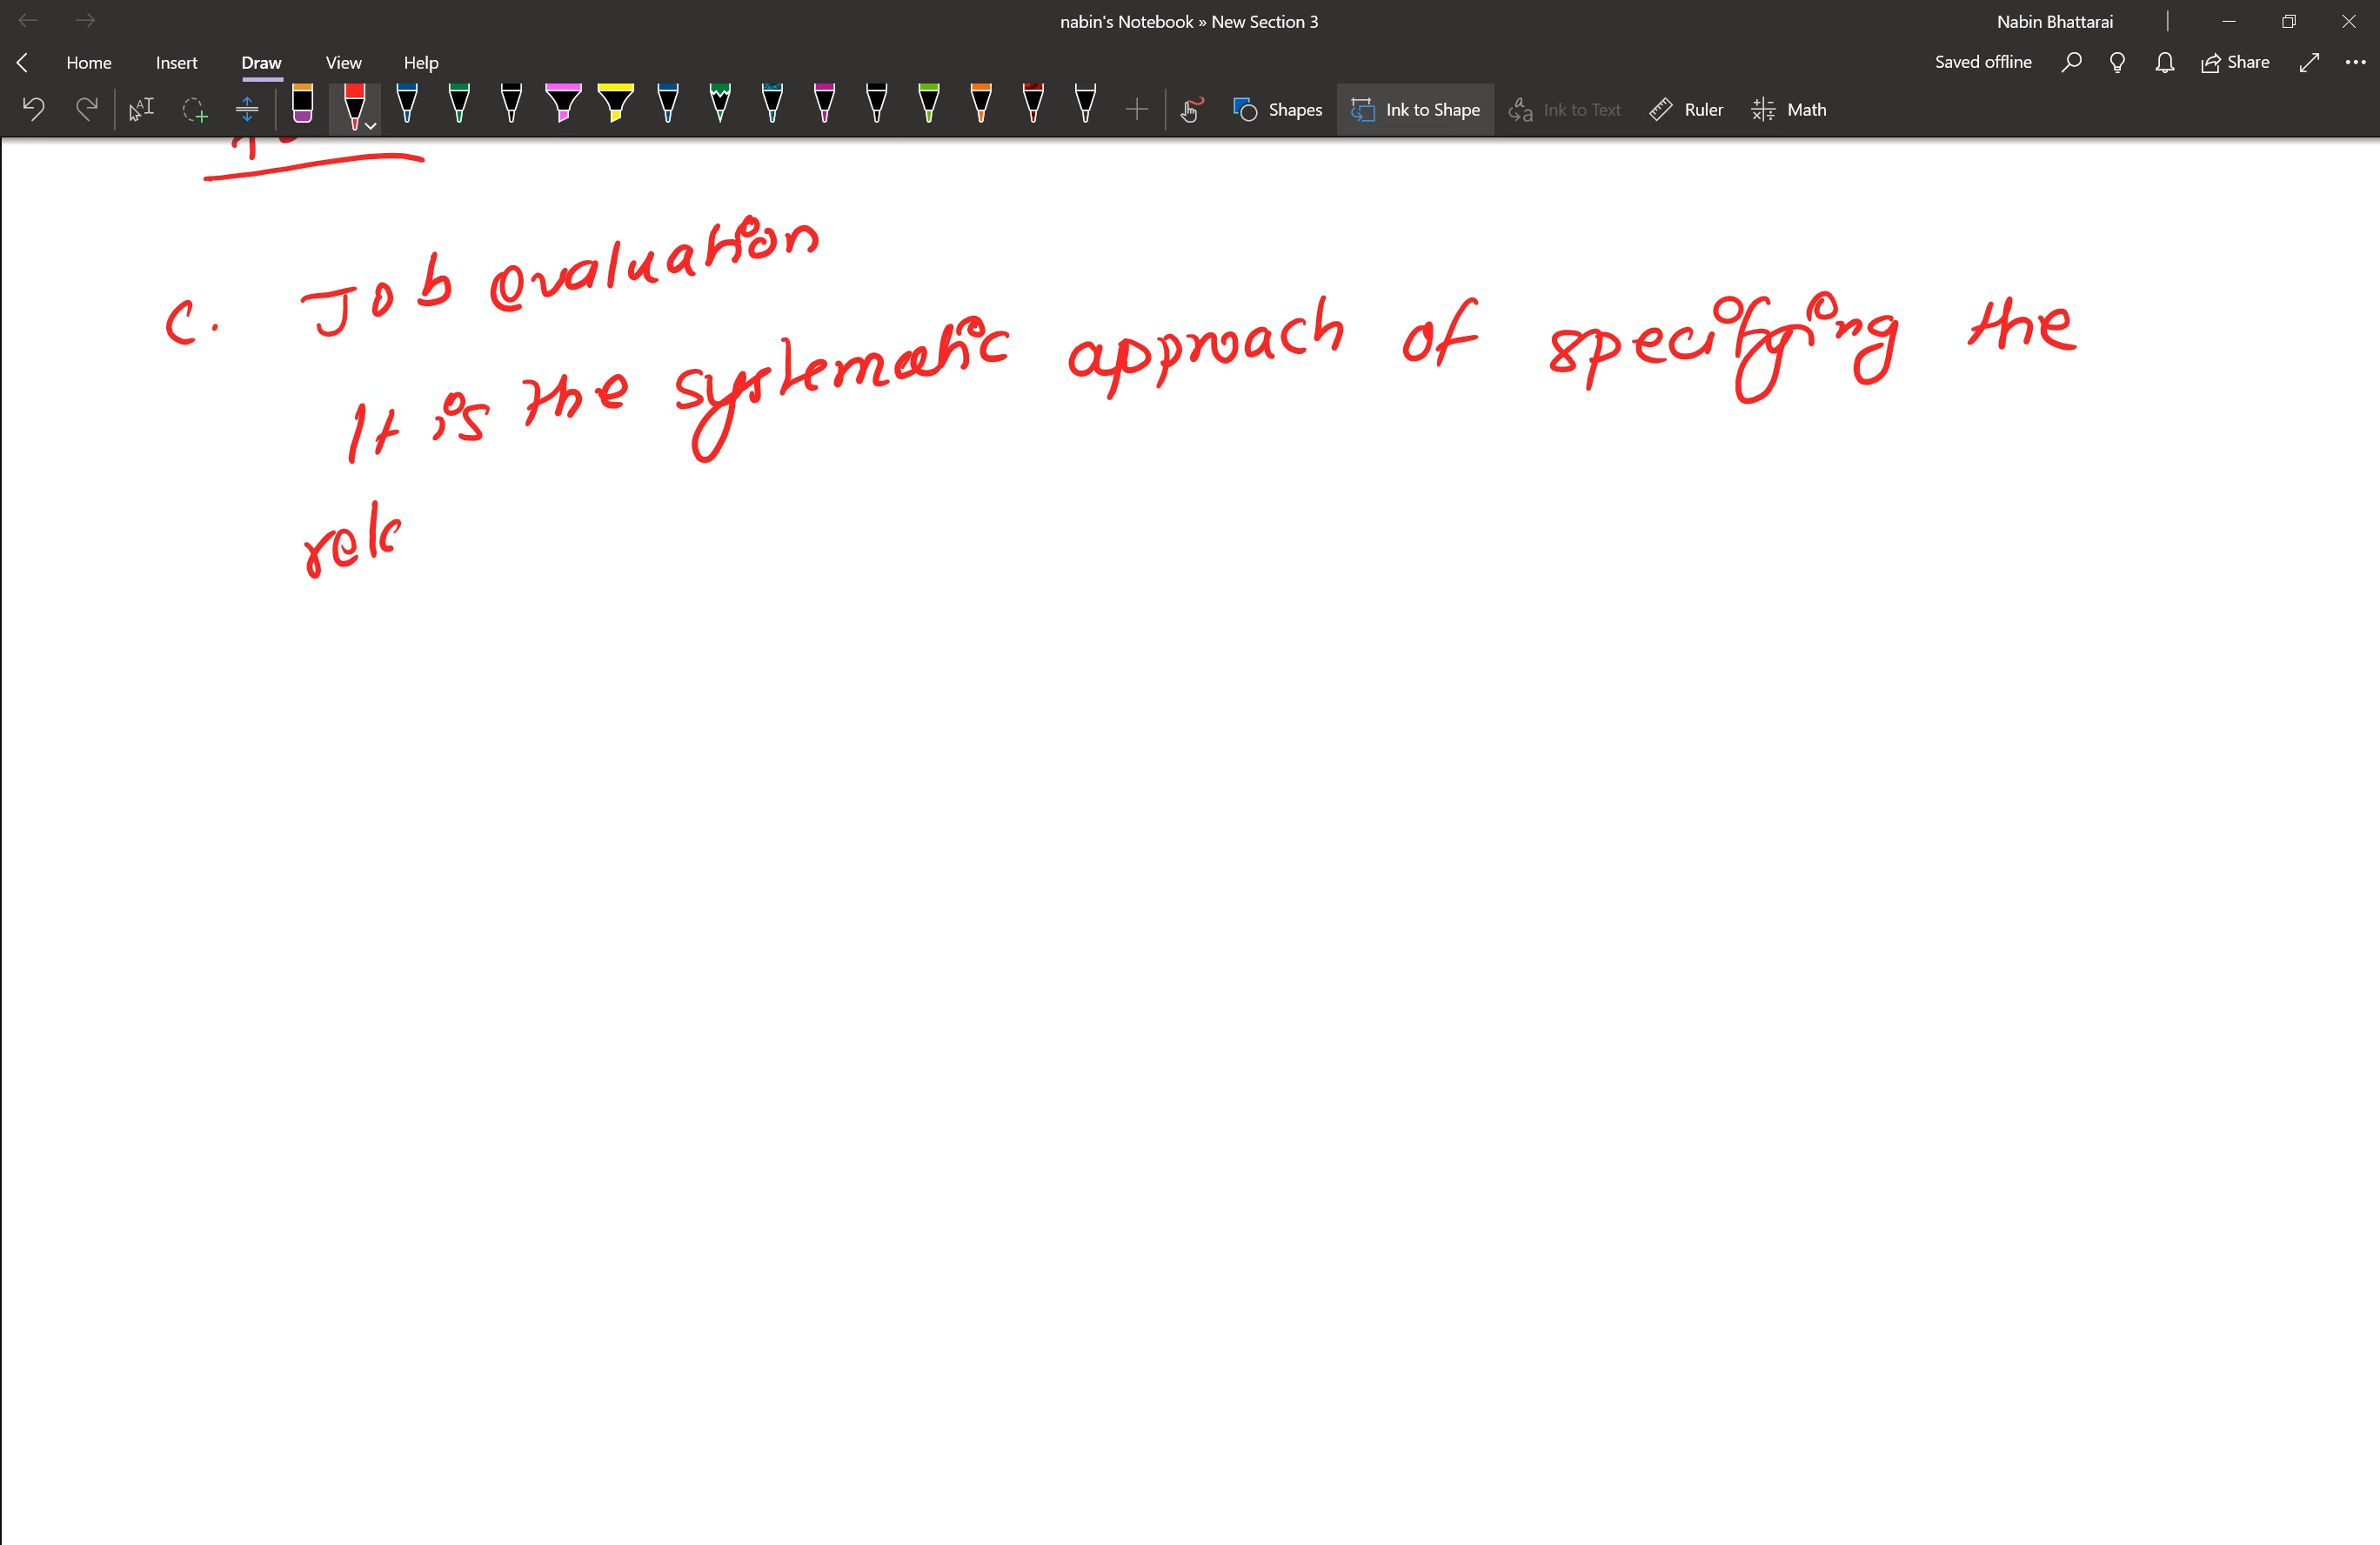 nabin's Notebook » New Section 3
Nabin Bhattarai
Home Insert Draw View Help
Saved offline Share
Shapes Ink to Shape Ink to Text Ruler Math
C. Job evaluation
It is the systematic approach of specifying the
rela